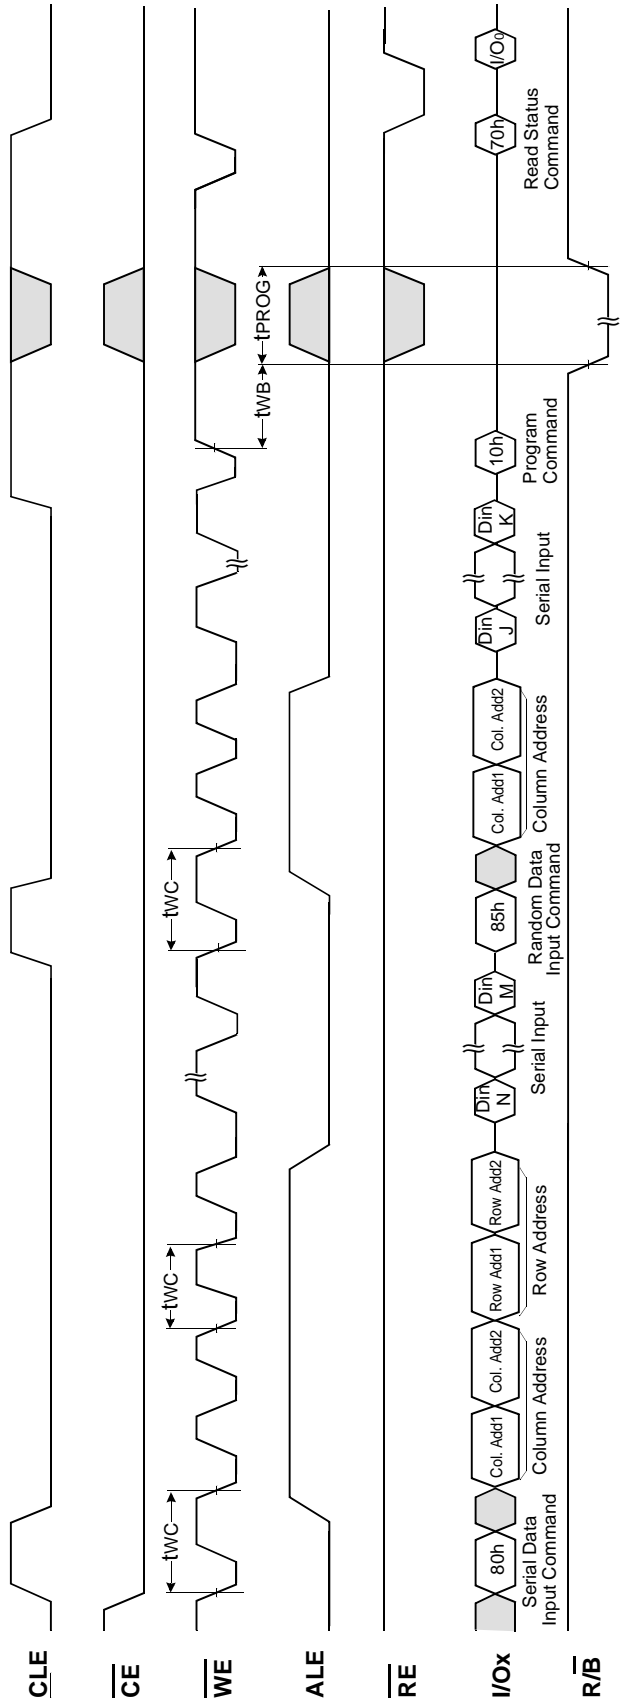 CLE
CE
WE
tWC
tWC
tWC
tWB
tPROG
ALE
RE
I/Ox
80h
Col. Add1
Col. Add2
Row Add1
Row Add2
Din
N
Din
M
85h
Col. Add1
Col. Add2
Din
J
Din
K
10h
70h
I/O0
Serial Data
Input Command
Column Address
Row Address
Serial Input
Random Data
Input Command
Column Address
Serial Input
Program
Command
Read Status
Command
R/B